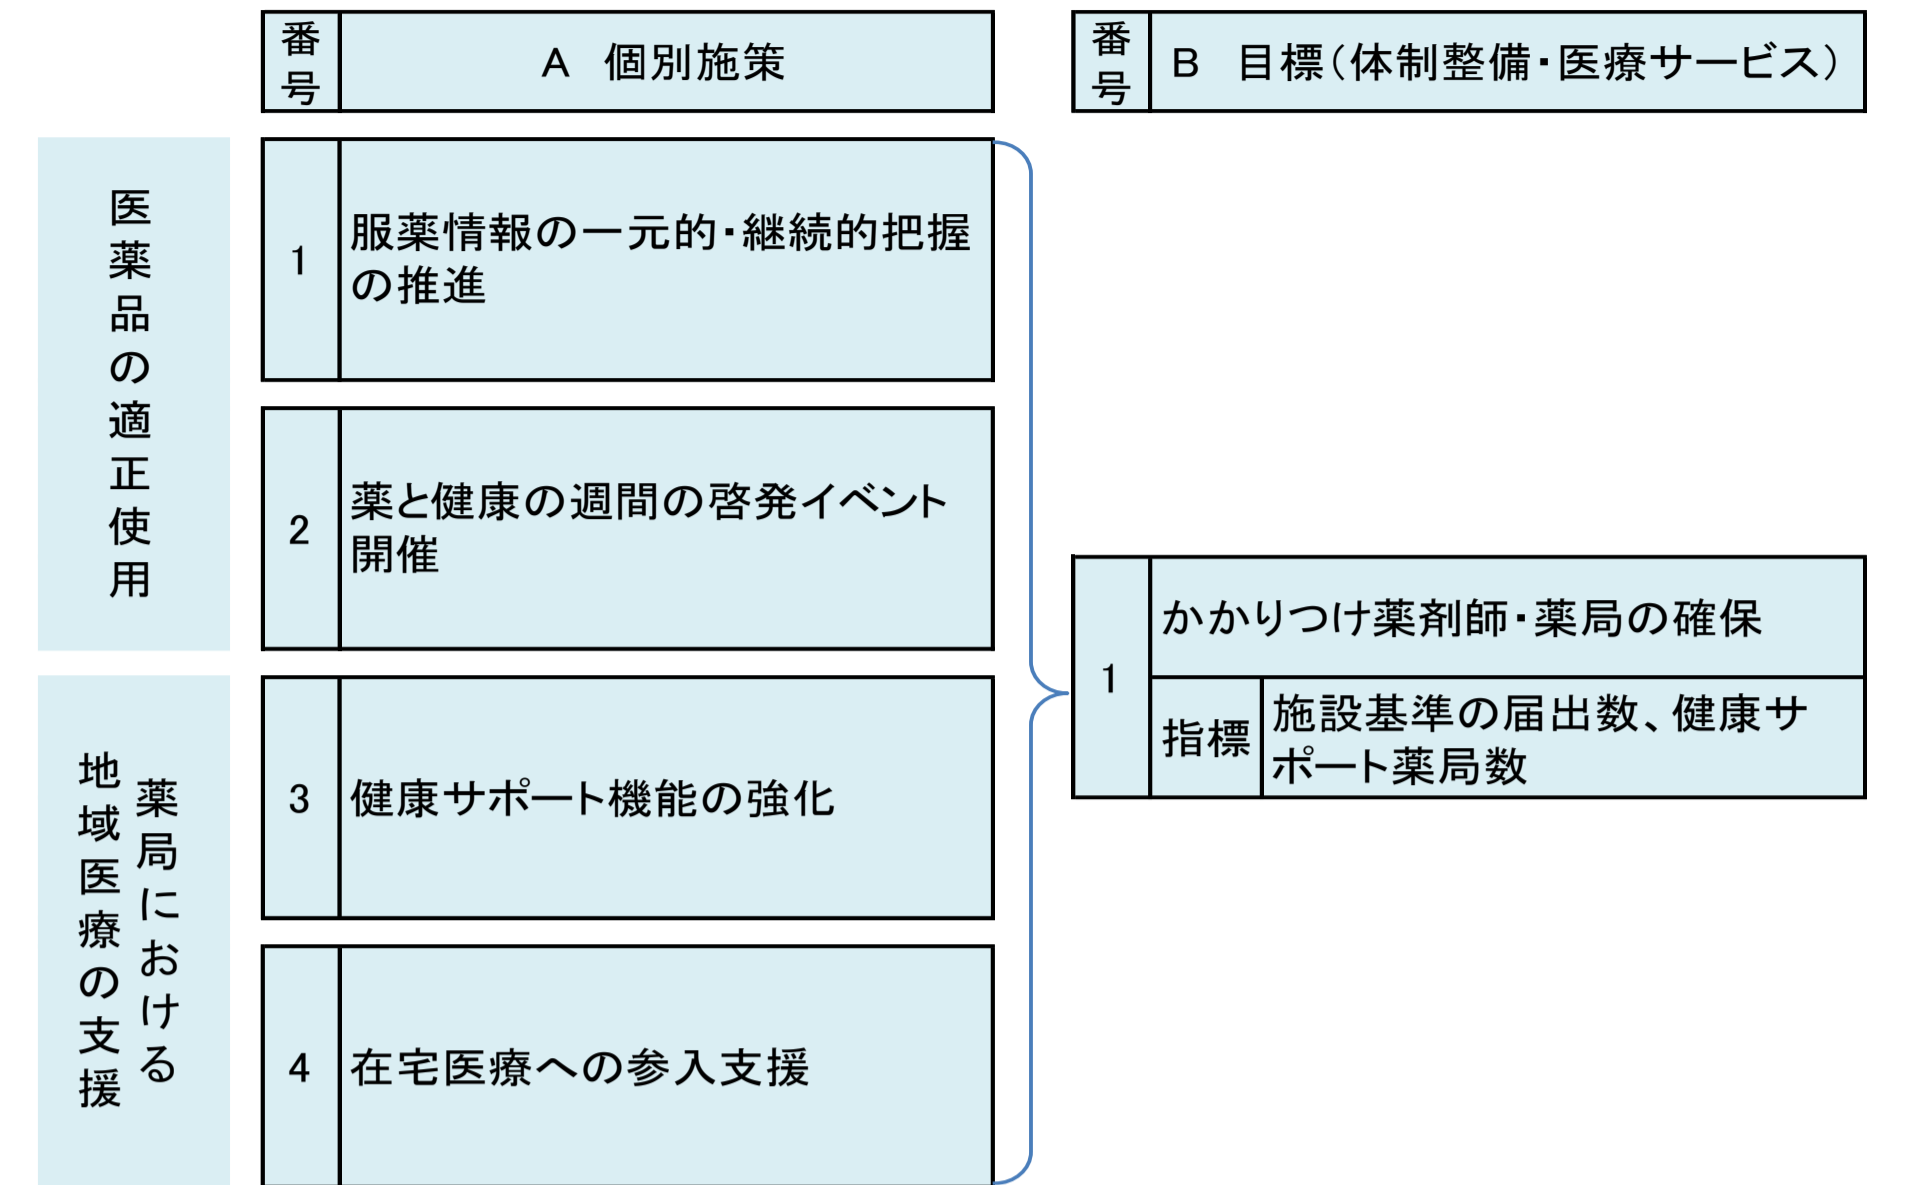 番号
A　個別施策
番号
B　目標(体制整備・医療サービス)
医薬品の適正使用
1
服薬情報の一元的・継続的把握
の推進
2
薬と健康の週間の啓発イベント
開催
薬局における
地域医療の支援
3
健康サポート機能の強化
4
在宅医療への参入支援
1
かかりつけ薬剤師・薬局の確保
指標
施設基準の届出数、健康サ
ポート薬局数